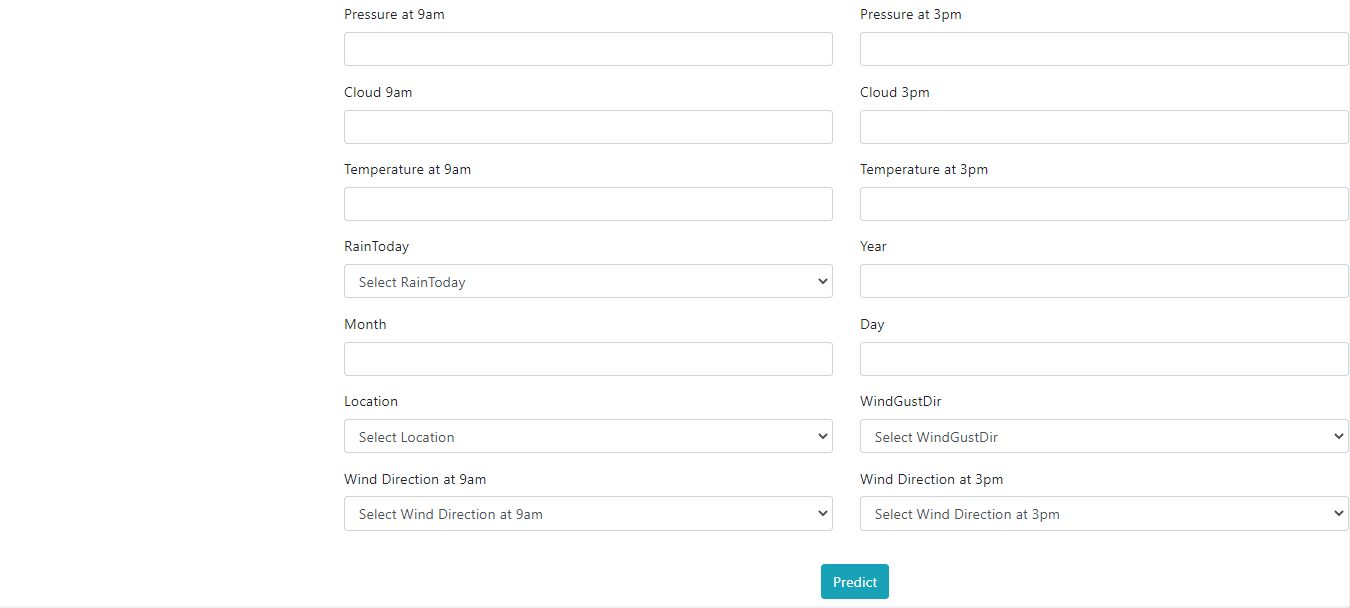 Pressure at 9am
Pressure at 3pm
Cloud 9am
Cloud 3pm
Temperature at 9am
Temperature at 3pm
RainToday
Year
Select RainToday
Month
Day
Location
WindGustDir
Select Location
Select WindGustDir
Wind Direction at 9am
Wind Direction at 3pm
Select Wind Direction at 9am
Select Wind Direction at 3pm
Predict